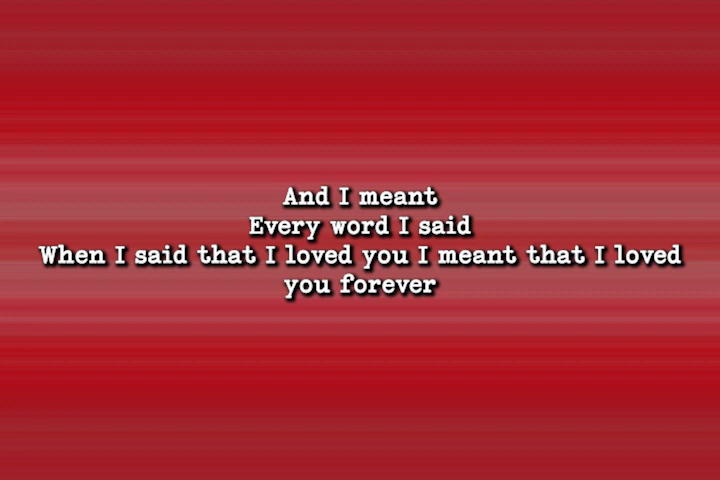 And I meant
Every word I said
When I said that I loved you I meant that I loved
you forever